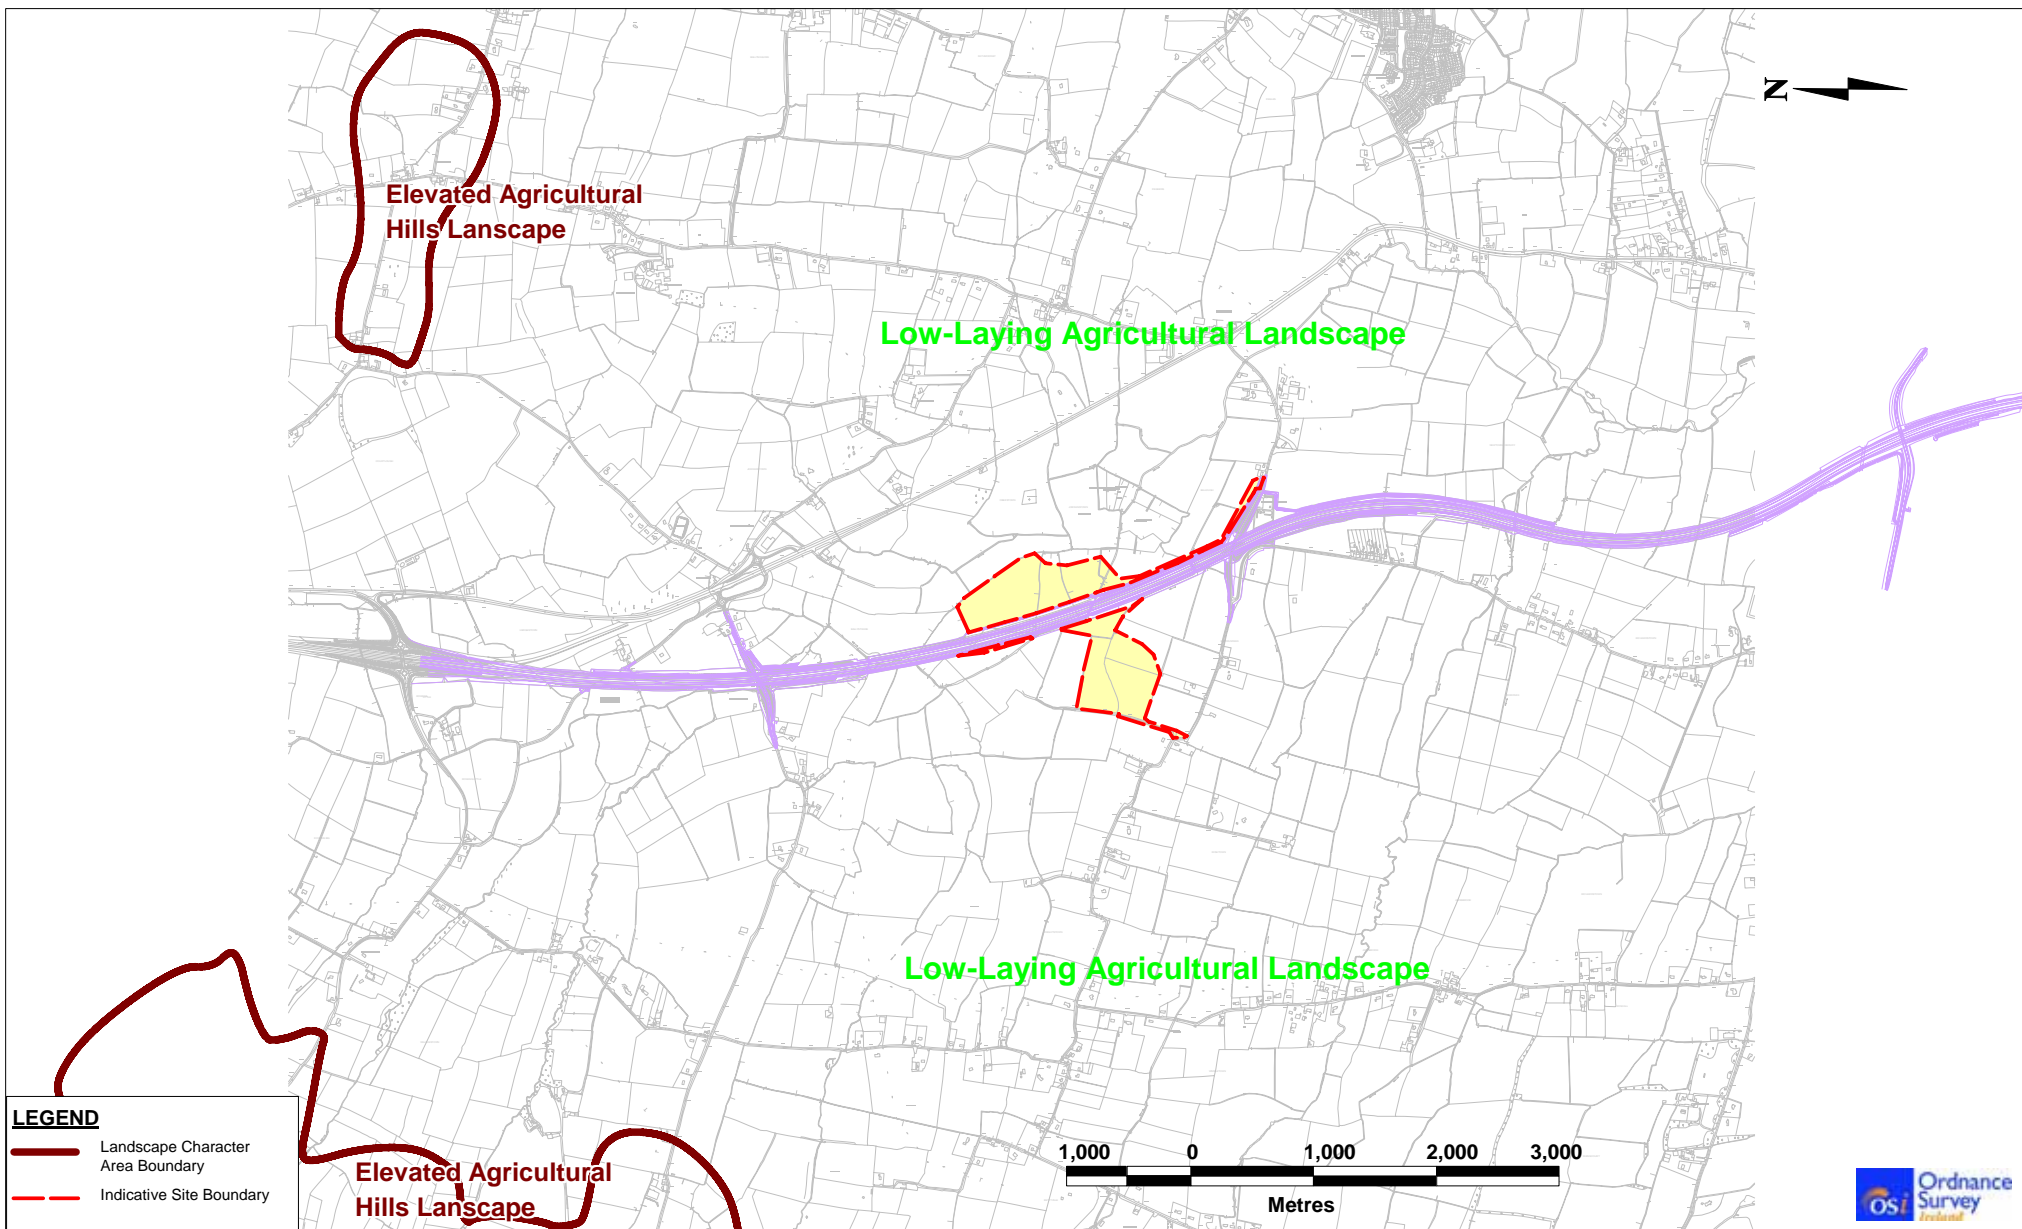 N
Elevated Agricultural
Hills Lanscape
Low-Laying Agricultural Landscape
Low-Laying Agricultural Landscape
LEGEND
Landscape Character
Area Boundary
Indicative Site Boundary
Elevated Agricultural
Hills Lanscape
1,000 0 1,000 2,000 3,000
Metres
osi
Ordnance
Survey
Ireland